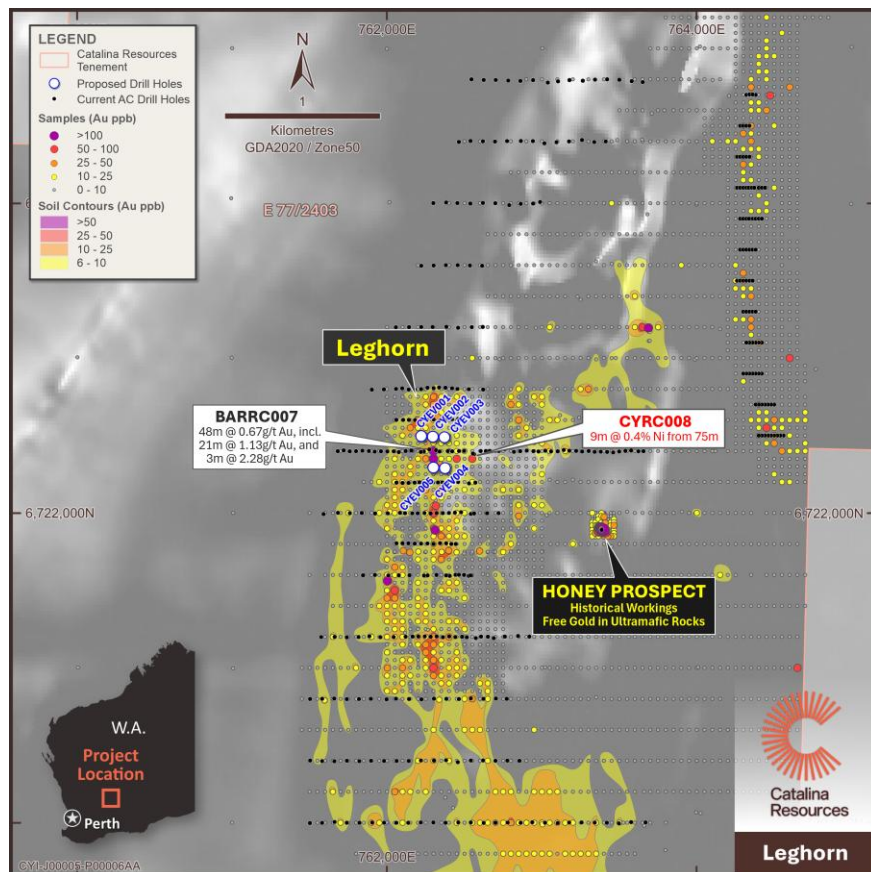 762,000E
764,000E
LEGEND
Catalina Resources
Tenement
Proposed Drill Holes
Current AC Drill Holes
Samples (Au ppb)
>100
50 - 100
25 - 50
10 - 25
0 - 10
Soil Contours (Au ppb)
>50
25 - 50
10 - 25
6 - 10
N
1
Kilometres
GDA2020 / Zone50
E 77/2403
Leghorn
CYEV001
CYEV002
CYEV003
BARRC007
48m @ 0.67g/t Au, incl.
21m @ 1.13g/t Au, and
3m @ 2.28g/t Au
CYRC008
9m @ 0.4% Ni from 75m
CYEV005
CYEV004
6,722,000N
6,722,000N
HONEY PROSPECT
Historical Workings
Free Gold in Ultramafic Rocks
W.A.
Project
Location
Perth
Catalina
Resources
762,000E
CYI-J00005-P00006AA
Leghorn